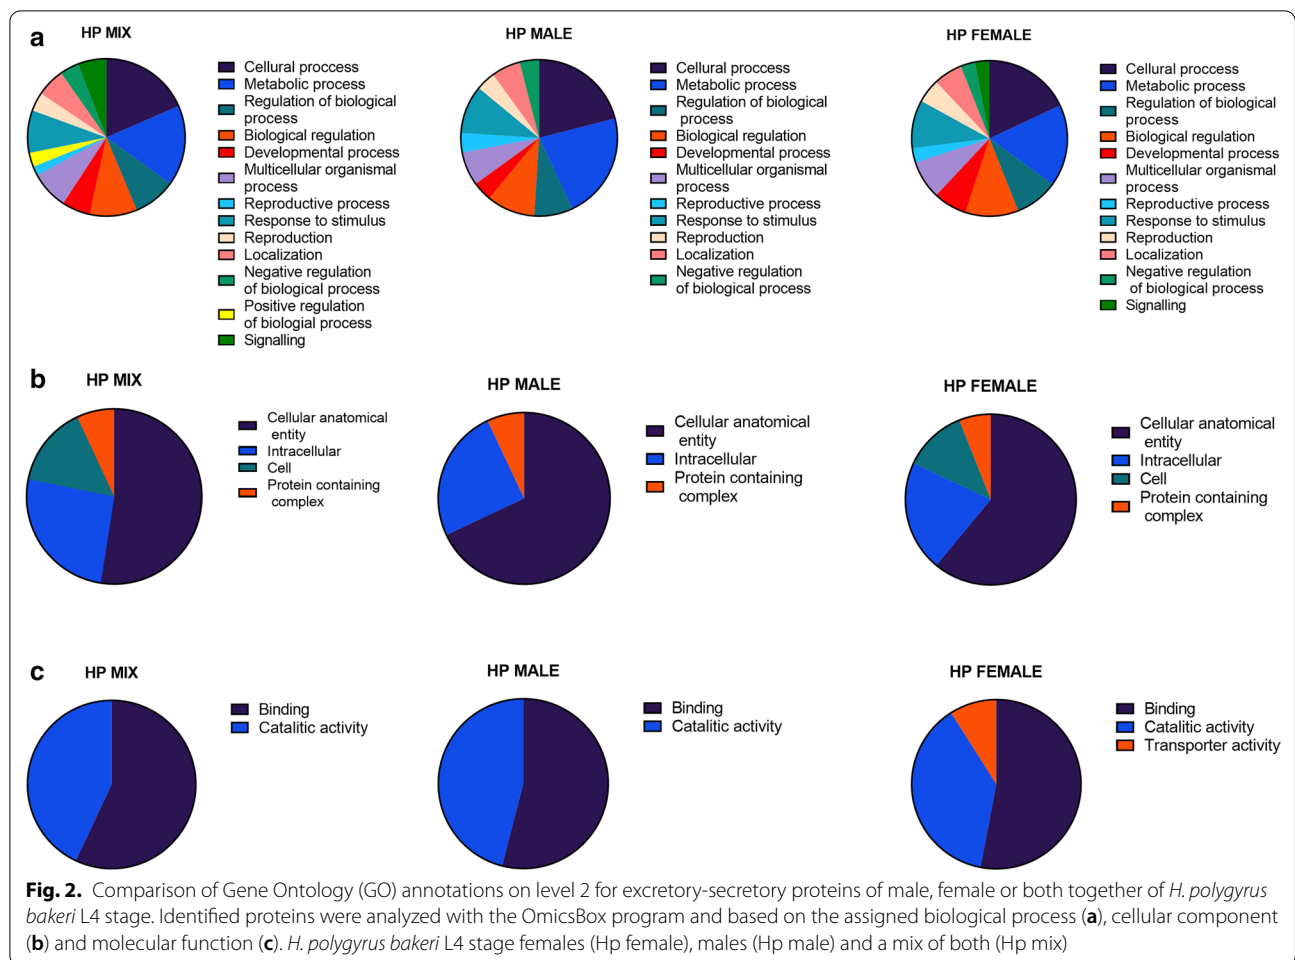 a
HP MIX
Cellural proccess
Metabolic process
Regulation of biological
process
Biological regulation
Developmental process
Multicellular organismal
process
Reproductive process
Response to stimulus
Reproduction
Localization
Negative regulation
of biological process
Positive regulation
of biologial process
Signalling
HP MALE
Cellural proccess
Metabolic process
Regulation of biological
process
Biological regulation
Developmental process
Multicellular organismal
process
Reproductive process
Response to stimulus
Reproduction
Localization
Negative regulation
of biological process
HP FEMALE
Cellural proccess
Metabolic process
Regulation of biological
process
Biological regulation
Developmental process
Multicellular organismal
process
Reproductive process
Response to stimulus
Reproduction
Localization
Negative regulation
of biological process
Signalling
b
HP MIX
Cellular anatomical
entity
Intracellular
Cell
Protein containing
complex
HP MALE
Cellular anatomical
entity
Intracellular
Protein containing
complex
HP FEMALE
Cellular anatomical
entity
Intracellular
Cell
Protein containing
complex
c
HP MIX
Binding
Catalitic activity
HP MALE
Binding
Catalitic activity
HP FEMALE
Binding
Catalitic activity
Transporter activity
Fig. 2. Comparison of Gene Ontology (GO) annotations on level 2 for excretory-secretory proteins of male, female or both together of H. polygyrus
bakeri L4 stage. Identified proteins were analyzed with the OmicsBox program and based on the assigned biological process (a), cellular component
(b) and molecular function (c). H. polygyrus bakeri L4 stage females (Hp female), males (Hp male) and a mix of both (Hp mix)